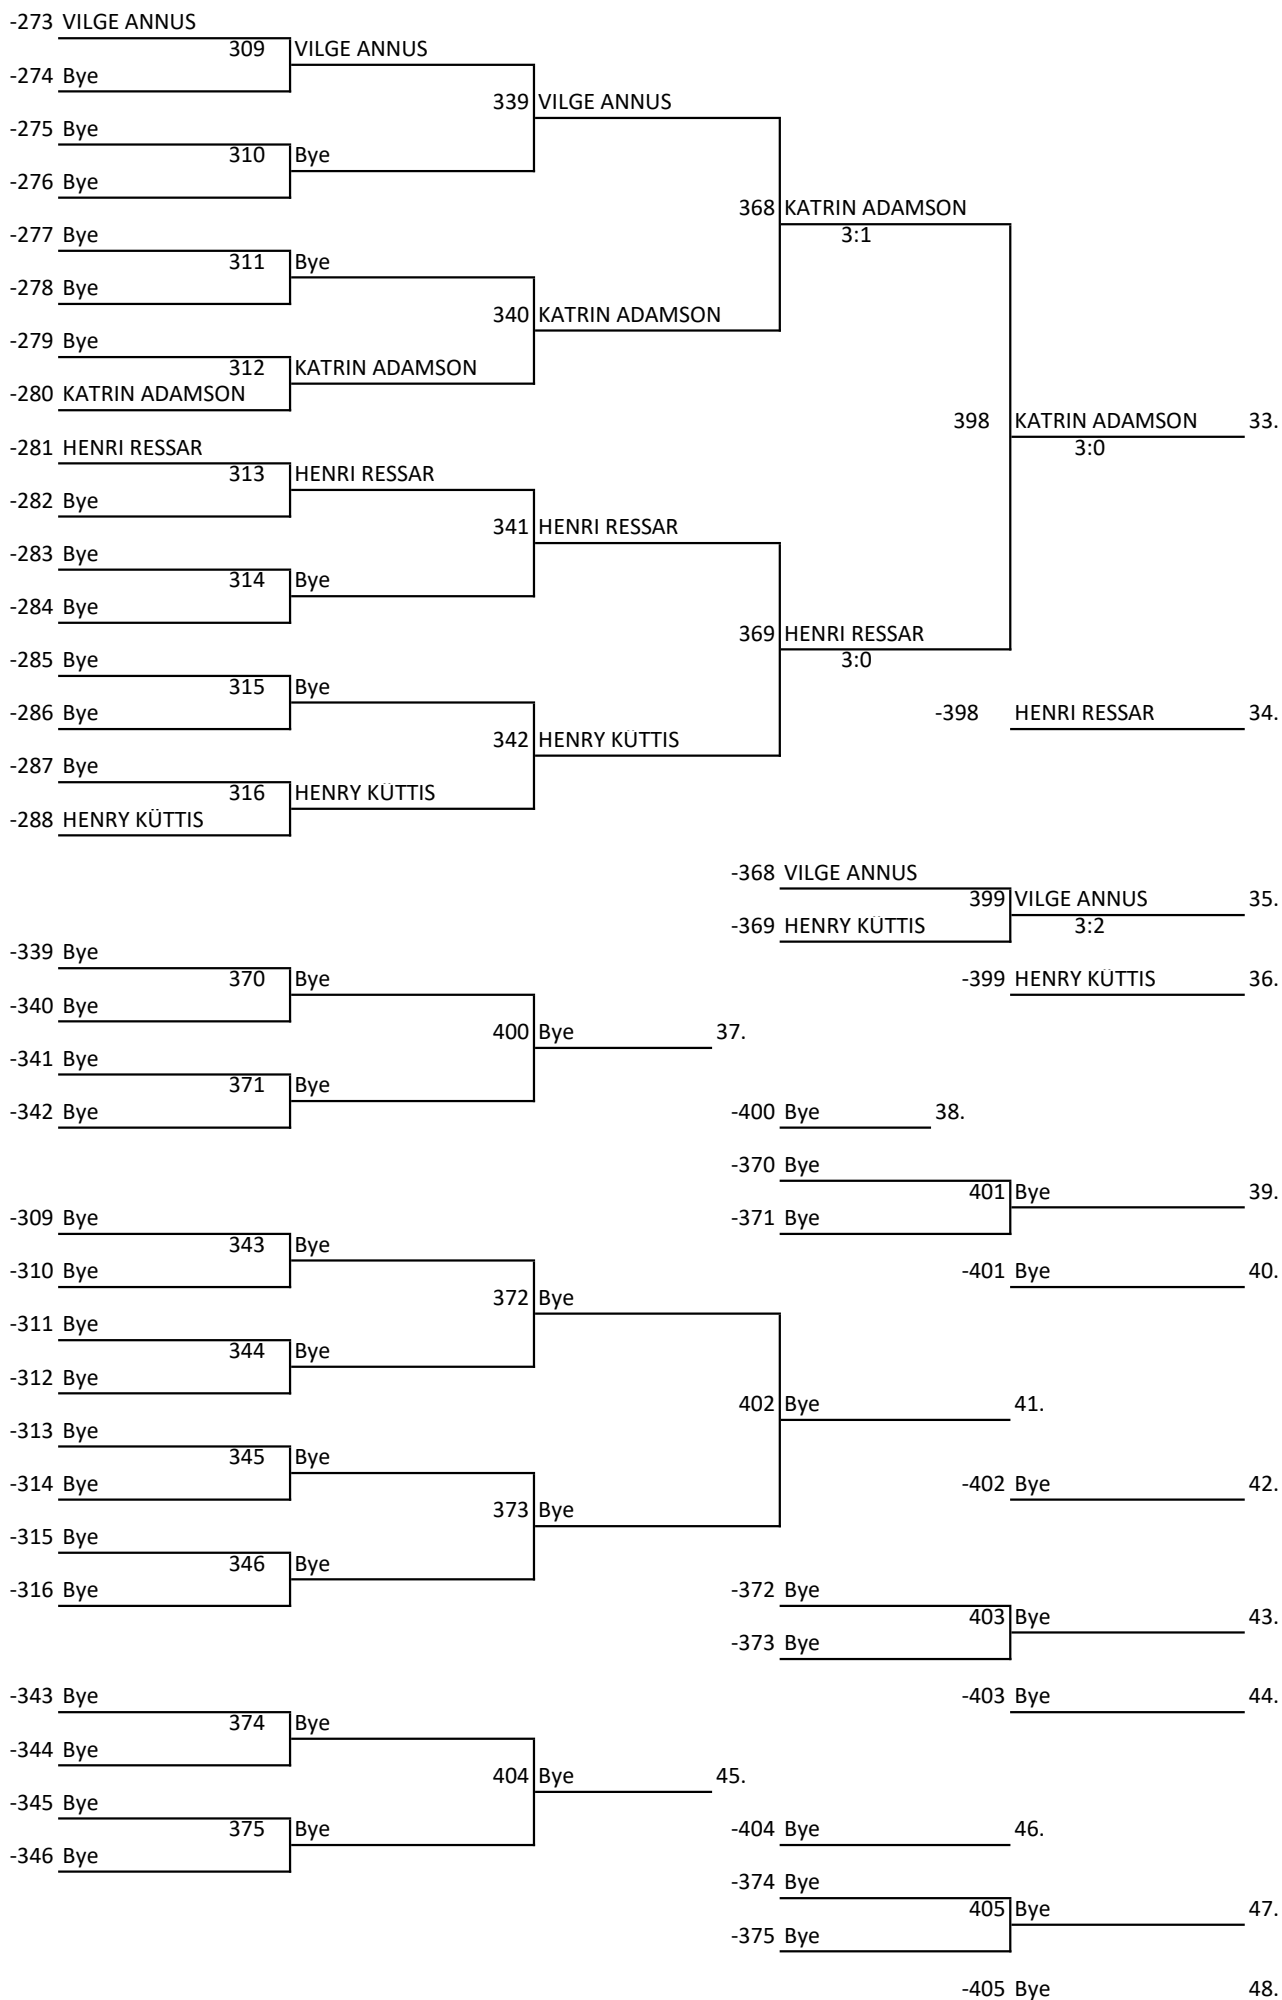 -273 VILGE ANNUS
309 VILGE ANNUS
-274 Bye
339 VILGE ANNUS
-275 Bye
310 Bye
-276 Bye
368 KATRIN ADAMSON
3:1
-277 Bye
311 Bye
-278 Bye
340 KATRIN ADAMSON
-279 Bye
312 KATRIN ADAMSON
-280 KATRIN ADAMSON
398 KATRIN ADAMSON 33.
3:0
-281 HENRI RESSAR
313 HENRI RESSAR
-282 Bye
341 HENRI RESSAR
-283 Bye
314 Bye
-284 Bye
369 HENRI RESSAR
3:0
-285 Bye
315 Bye
-286 Bye
-398 HENRI RESSAR 34.
342 HENRY KÜTTIS
-287 Bye
316 HENRY KÜTTIS
-288 HENRY KÜTTIS
-368 VILGE ANNUS
399 VILGE ANNUS 35.
3:2
-369 HENRY KÜTTIS
-339 Bye
370 Bye
-399 HENRY KÜTTIS 36.
-340 Bye
400 Bye 37.
-341 Bye
371 Bye
-342 Bye
-400 Bye 38.
-370 Bye
401 Bye 39.
-371 Bye
-309 Bye
343 Bye
-310 Bye
-401 Bye 40.
372 Bye
-311 Bye
344 Bye
-312 Bye
402 Bye 41.
-313 Bye
345 Bye
-314 Bye
-402 Bye 42.
373 Bye
-315 Bye
346 Bye
-316 Bye
-372 Bye
403 Bye 43.
-373 Bye
-343 Bye
-403 Bye 44.
374 Bye
-344 Bye
404 Bye 45.
-345 Bye
375 Bye
-346 Bye
-404 Bye 46.
-374 Bye
405 Bye 47.
-375 Bye
-405 Bye 48.